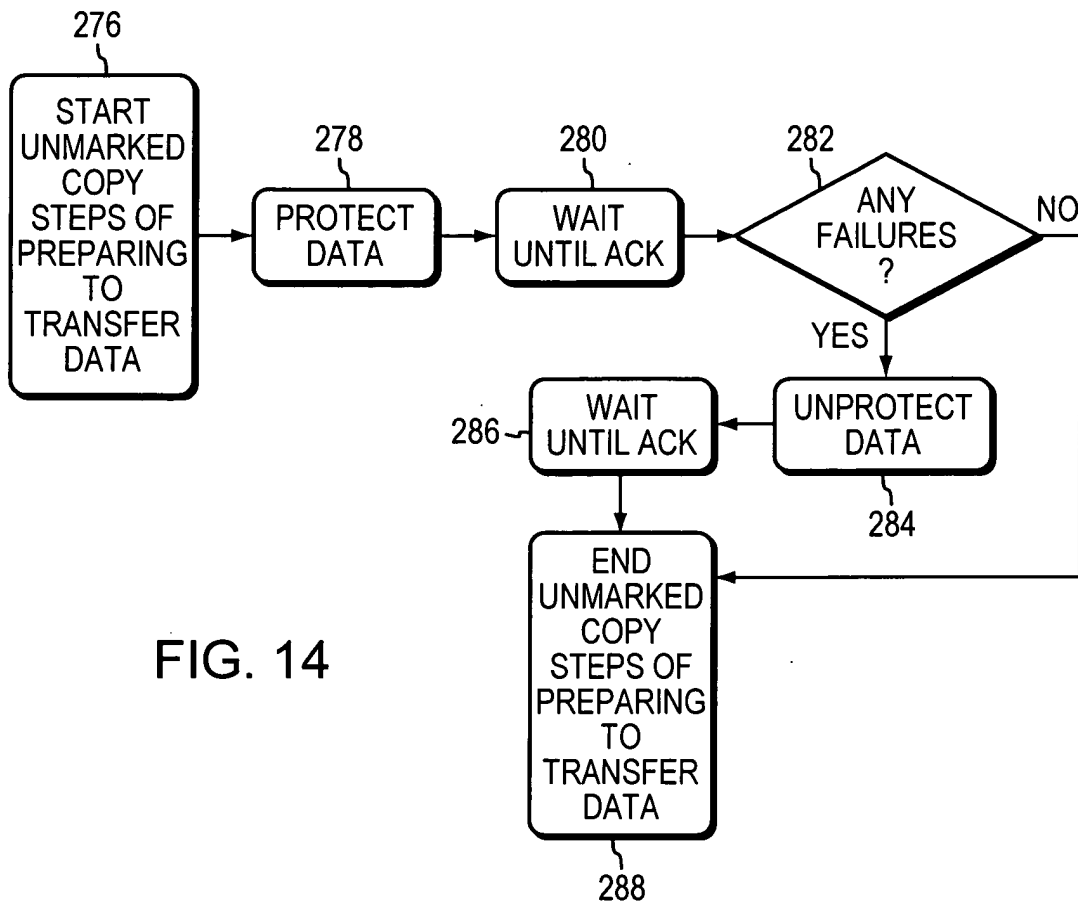 276
START
UNMARKED
COPY
STEPS OF
PREPARING
TO
TRANSFER
DATA
278
PROTECT
DATA
280
WAIT
UNTIL ACK
282
ANY
FAILURES
?
NO
YES
UNPROTECT
DATA
284
WAIT
UNTIL ACK
286
END
UNMARKED
COPY
STEPS OF
PREPARING
TO
TRANSFER
DATA
288
FIG. 14